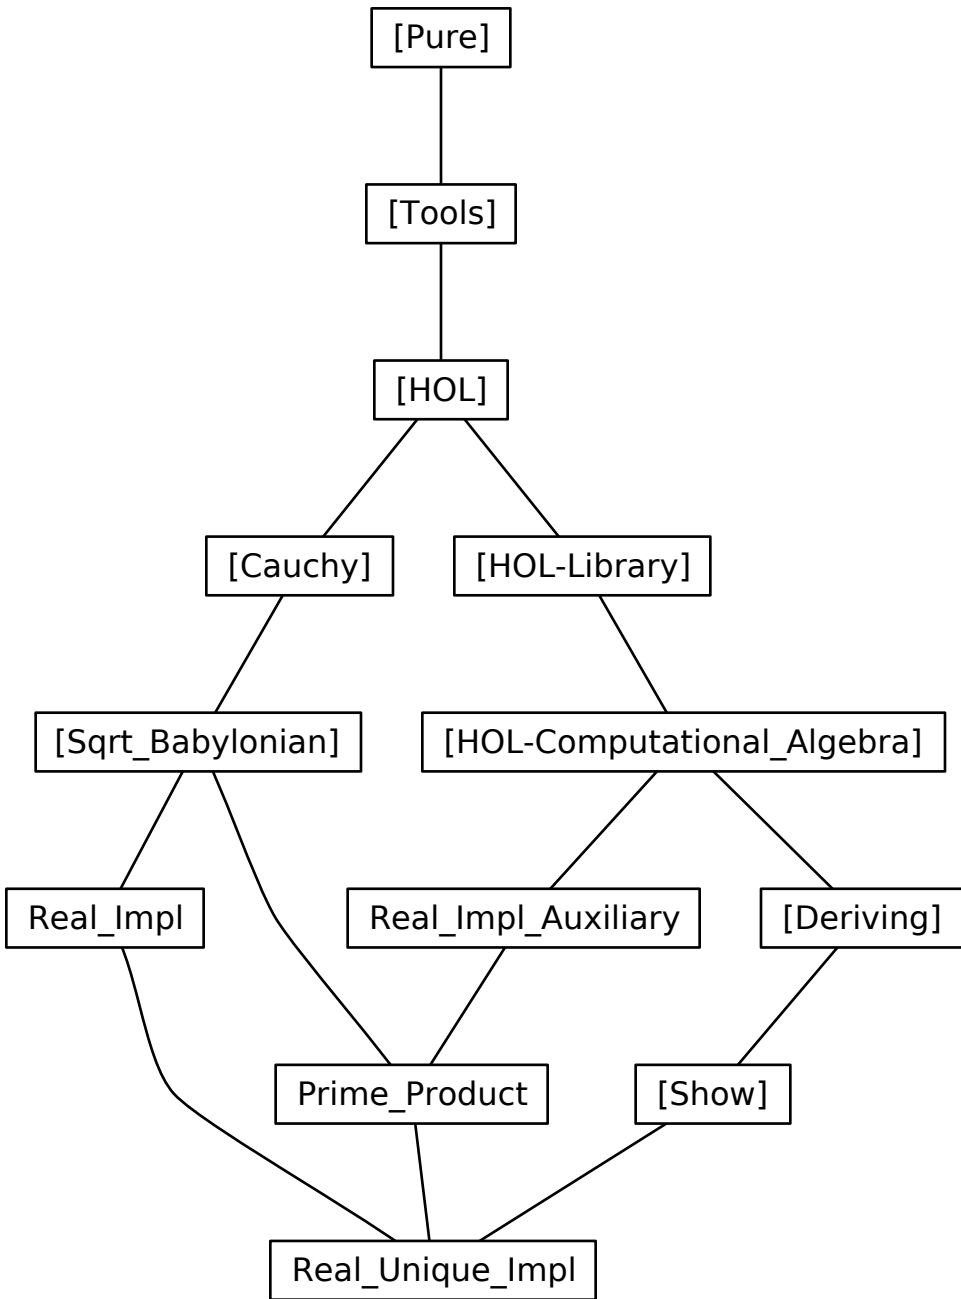 [Pure]
[Tools]
[HOL]
[Cauchy]
[HOL-Library]
[Sqrt_Babylonian]
[HOL-Computational_Algebra]
Real_Impl
Real_Impl_Auxiliary
[Deriving]
Prime_Product
[Show]
Real_Unique_Impl